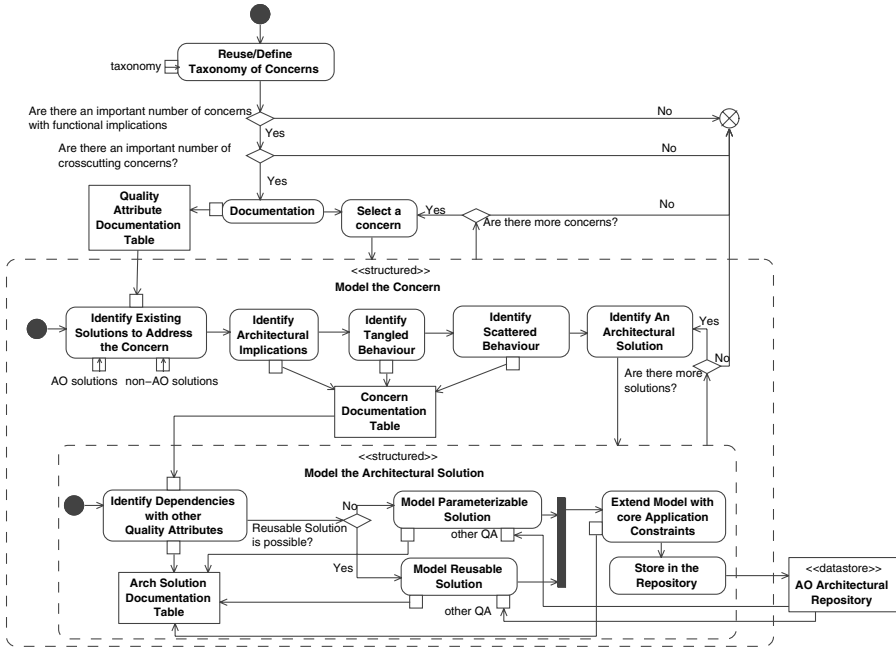 Reuse/Define
Taxonomy of Concerns
taxonomy
Are there an important number of concerns
with functional implications
No
Yes
Are there an important number of
crosscutting concerns?
No
Yes
Quality
Attribute
Documentation
Table
Documentation
Select a
concern
Yes
Are there more concerns?
No
<<structured>>
Model the Concern
Identify Existing
Solutions to Address
the Concern
Identify
Architectural
Implications
Identify
Tangled
Behaviour
Identify
Scattered
Behaviour
Identify An
Architectural
Solution
Yes
No
AO solutions
non-AO solutions
Are there more
solutions?
Concern
Documentation
Table
<<structured>>
Model the Architectural Solution
Identify Dependencies
with other
Quality Attributes
Reusable Solution
is possible?
No
Yes
Model Parameterizable
Solution
other QA
Model Reusable
Solution
other QA
Extend Model with
core Application
Constraints
Store in the
Repository
Arch Solution
Documentation
Table
<<datastore>>
AO Architectural
Repository